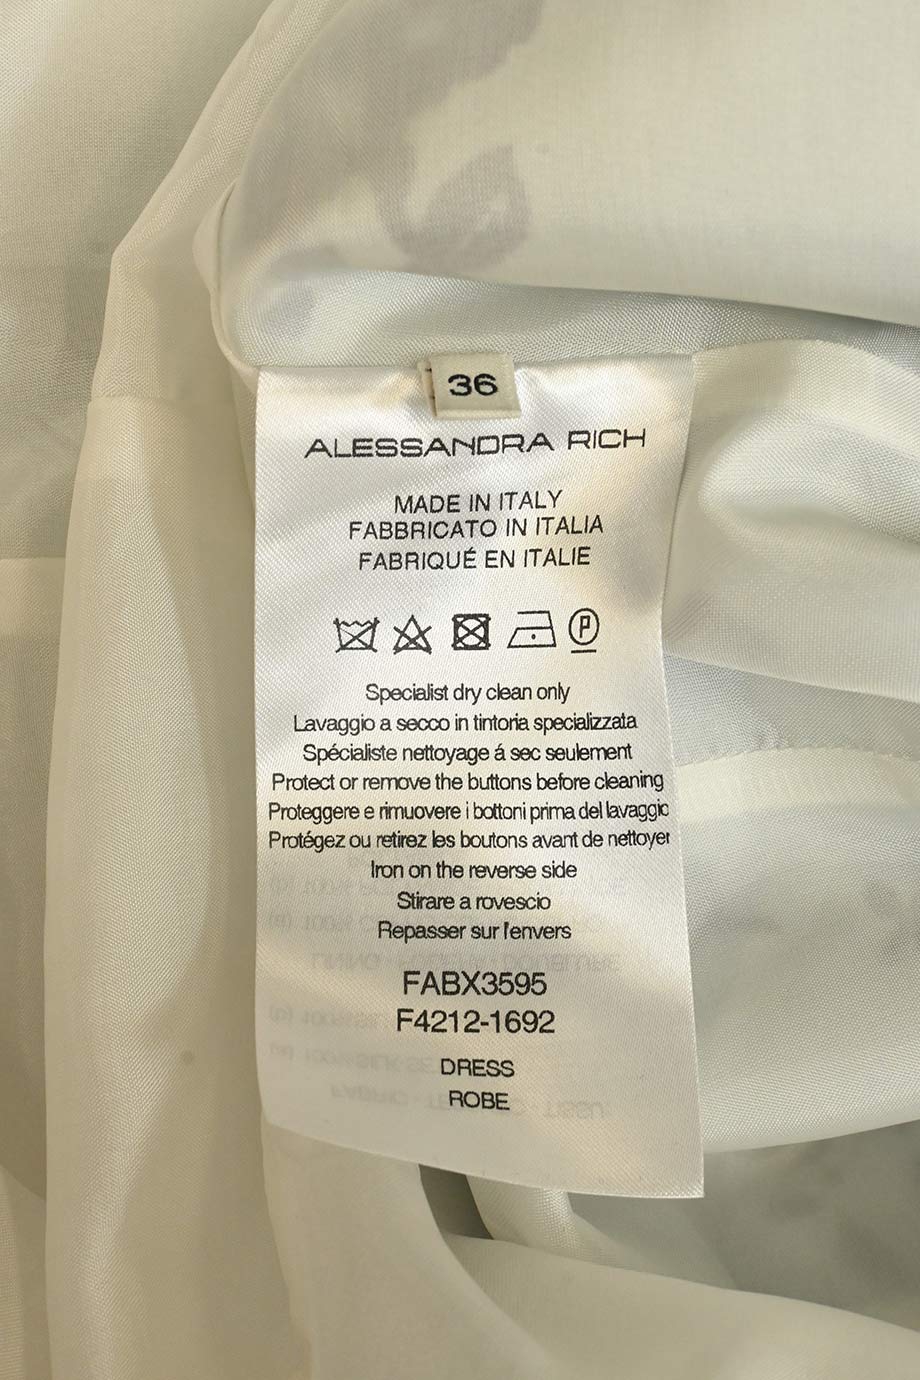 36
ALESSANDRA RICH
MADE IN ITALY
FABBRICATO IN ITALIA
FABRIQUÉ EN ITALIE
P
Specialist dry clean only
Lavaggio a secco in tintoria specializzata
Spécialiste nettoyage á sec seulement
Protect or remove the buttons before cleaning
Proteggere e rimuovere i bottoni prima del lavaggio
Protégez ou retirez les boutons avant de nettoyer
Iron on the reverse side
Stirare a rovescio
Repasser sur l'envers
FABX3595
F4212-1692
DRESS
ROBE